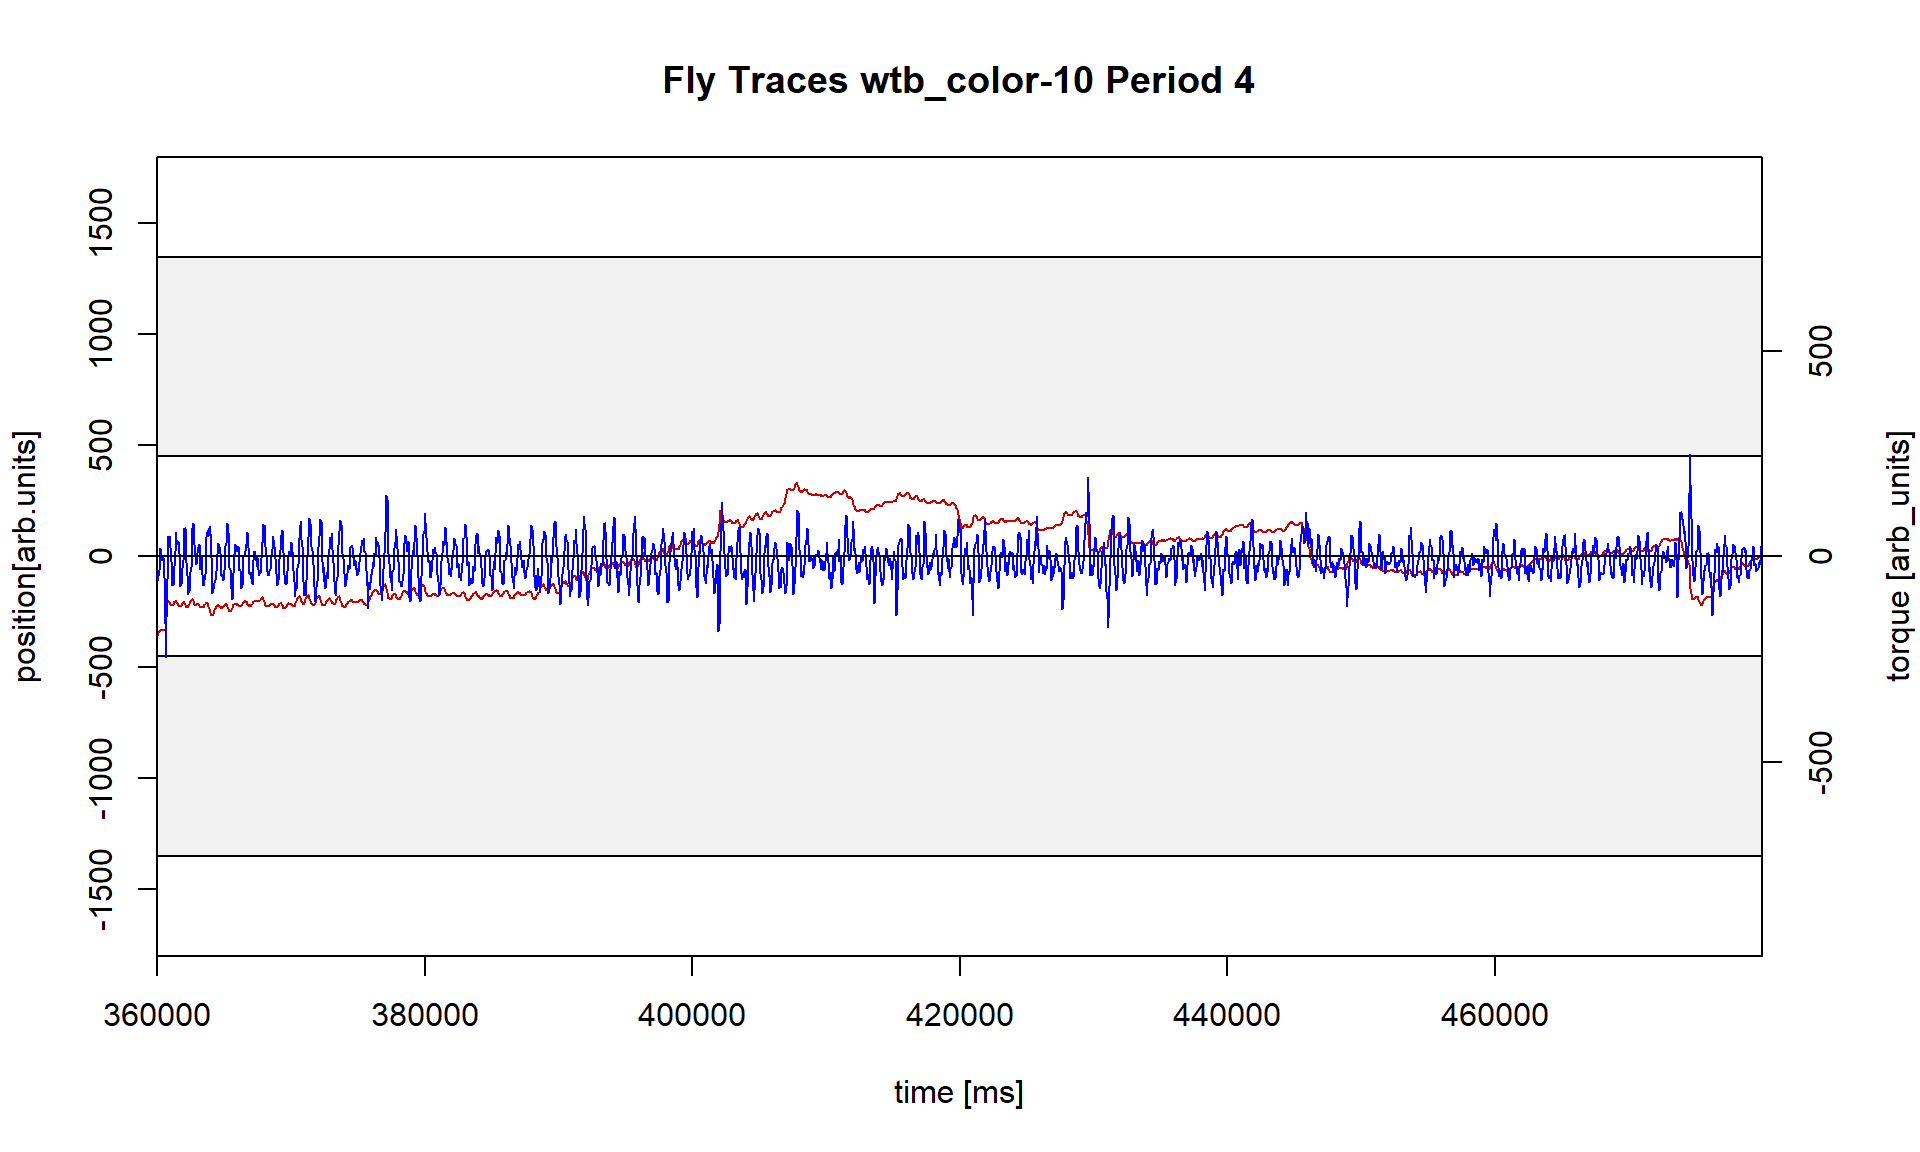 Fly Traces wtb_color-10 Period 4
position[arb.units]
1500
1000
500
0
-500
-1000
-1500
500
0
-500
torque [arb_units]
360000 380000 400000 420000 440000 460000
time [ms]